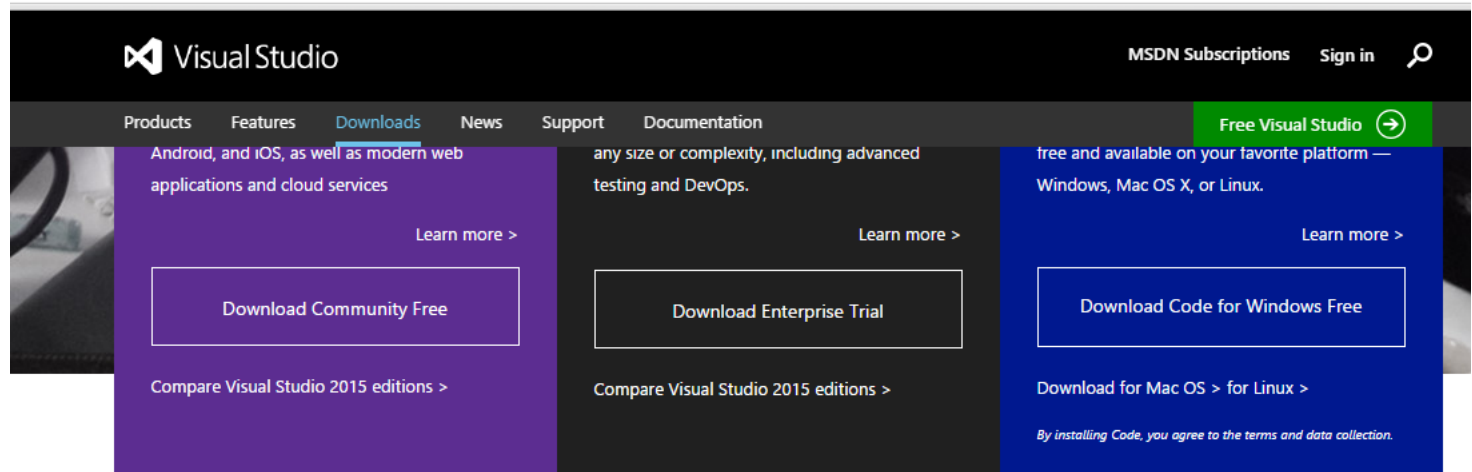 Visual Studio
MSDN Subscriptions Sign in
Products Features Downloads News Support Documentation Free Visual Studio
Android, and iOS, as well as modern web
applications and cloud services
Learn more >
Download Community Free
Compare Visual Studio 2015 editions >
any size or complexity, including advanced
testing and DevOps.
Learn more >
Download Enterprise Trial
Compare Visual Studio 2015 editions >
free and available on your favorite platform —
Windows, Mac OS X, or Linux.
Learn more >
Download Code for Windows Free
Download for Mac OS > for Linux >
By installing Code, you agree to the terms and data collection.